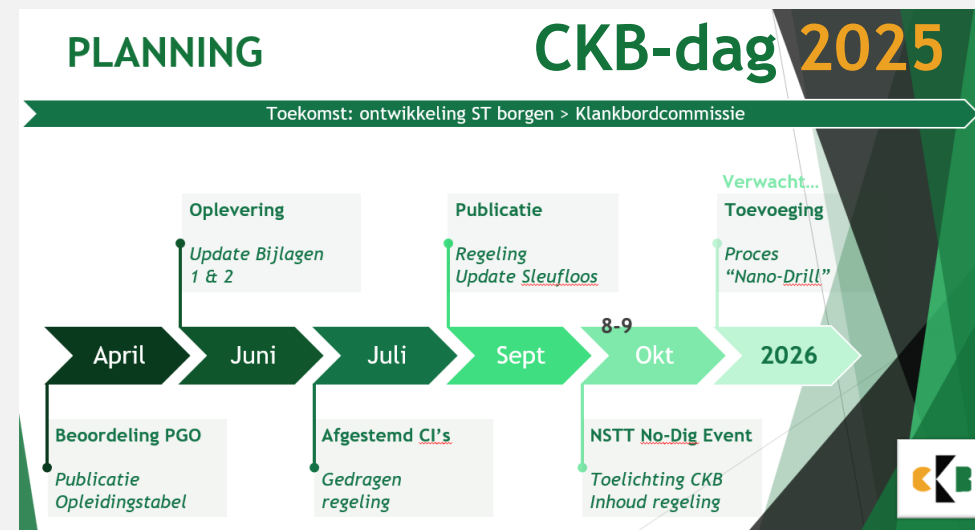 PLANNING
CKB-dag 2025
Toekomst: ontwikkeling ST borgen > Klankbordcommissie
Verwacht…
Oplevering
Update Bijlagen
1 & 2
Publicatie
Regeling
Update Sleufloos
Toevoeging
Proces
“Nano-Drill”
8-9
April
Juni
Juli
Sept
Okt
2026
Beoordeling PGO
Publicatie
Opleidingstabel
Afgestemd CI’s
Gedragen
regeling
NSTT No-Dig Event
Toelichting CKB
Inhoud regeling
CKB